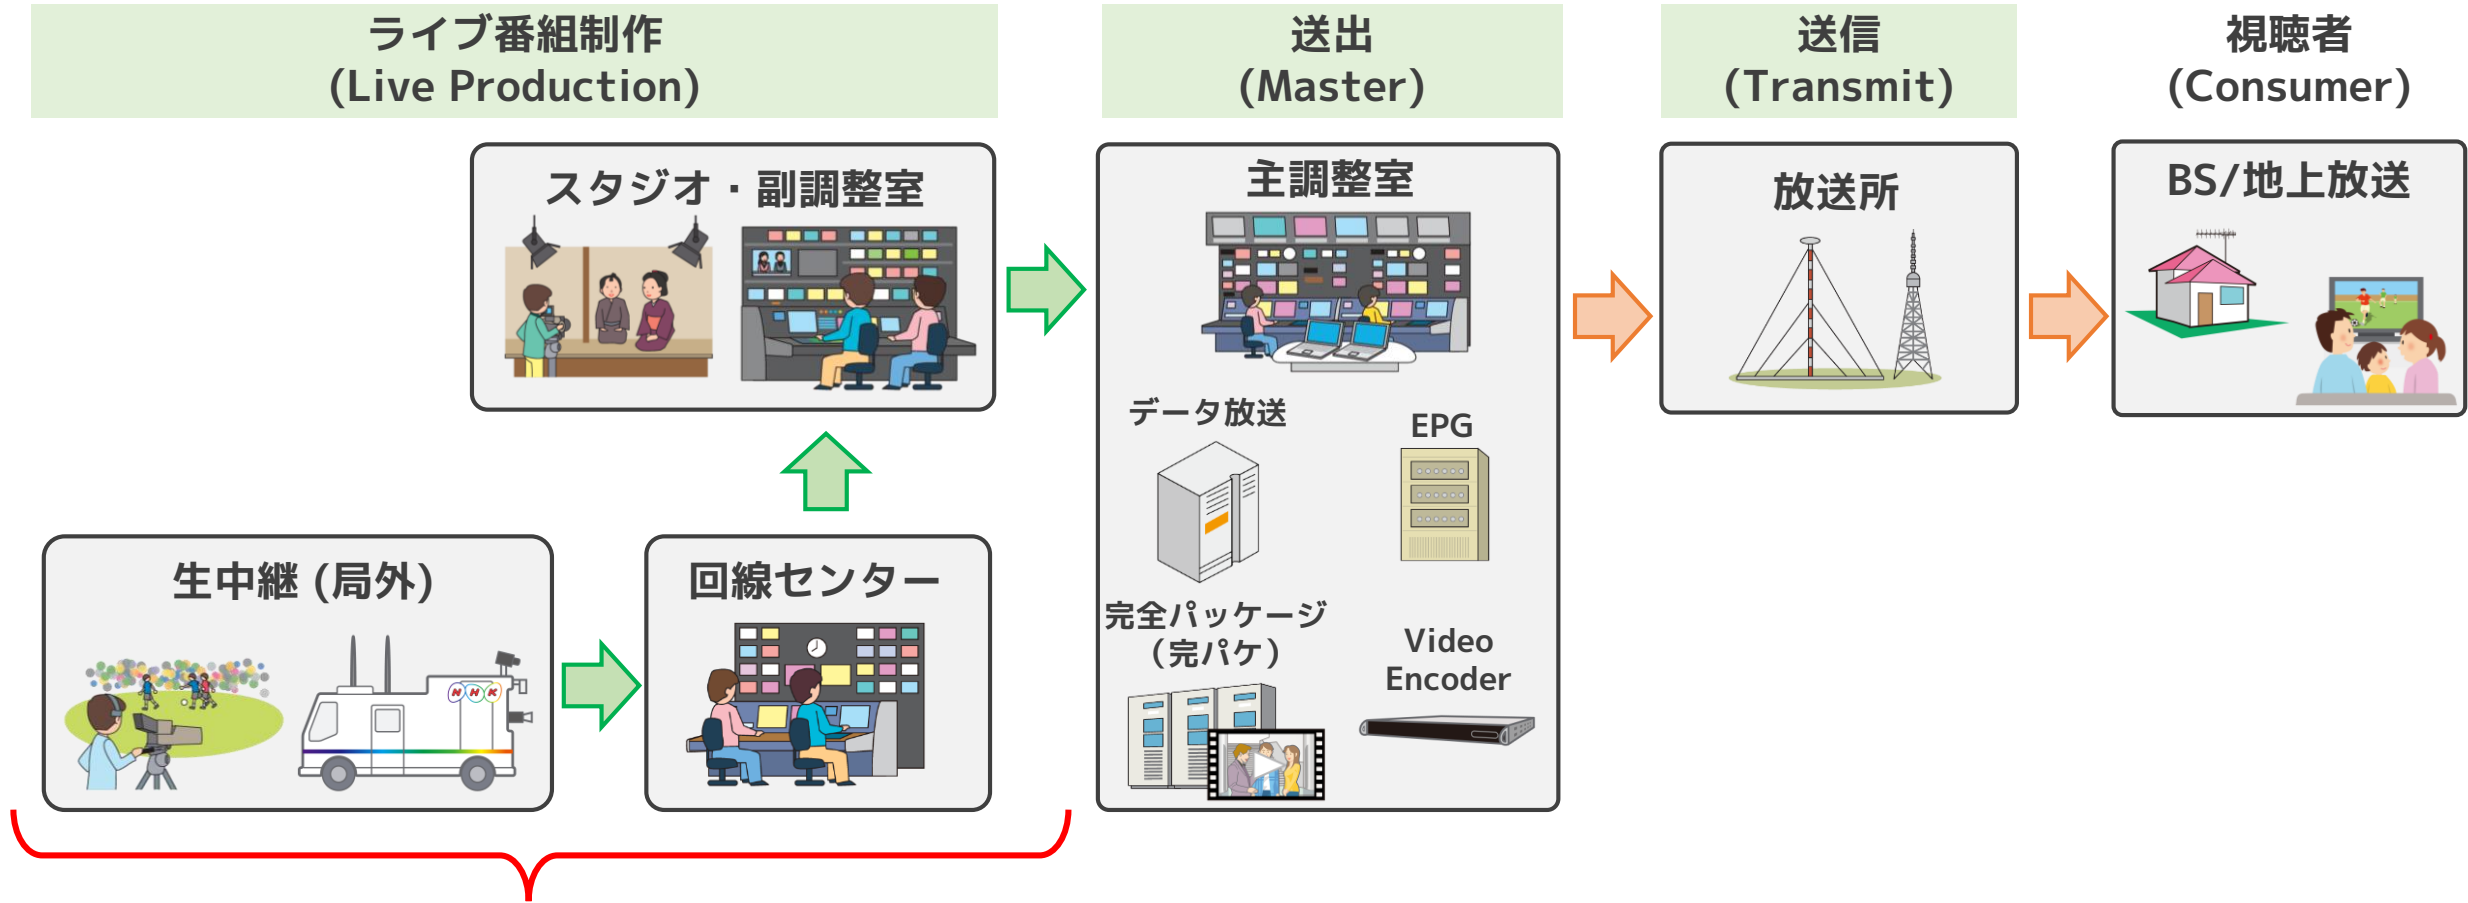 ライブ番組制作
(Live Production)
送出
(Master)
送信
(Transmit)
視聴者
(Consumer)
スタジオ・副調整室
主調整室
放送所
BS/地上放送
データ放送
EPG
生中継 (局外)
回線センター
完全パッケージ
（完パケ）
Video
Encoder
NHK